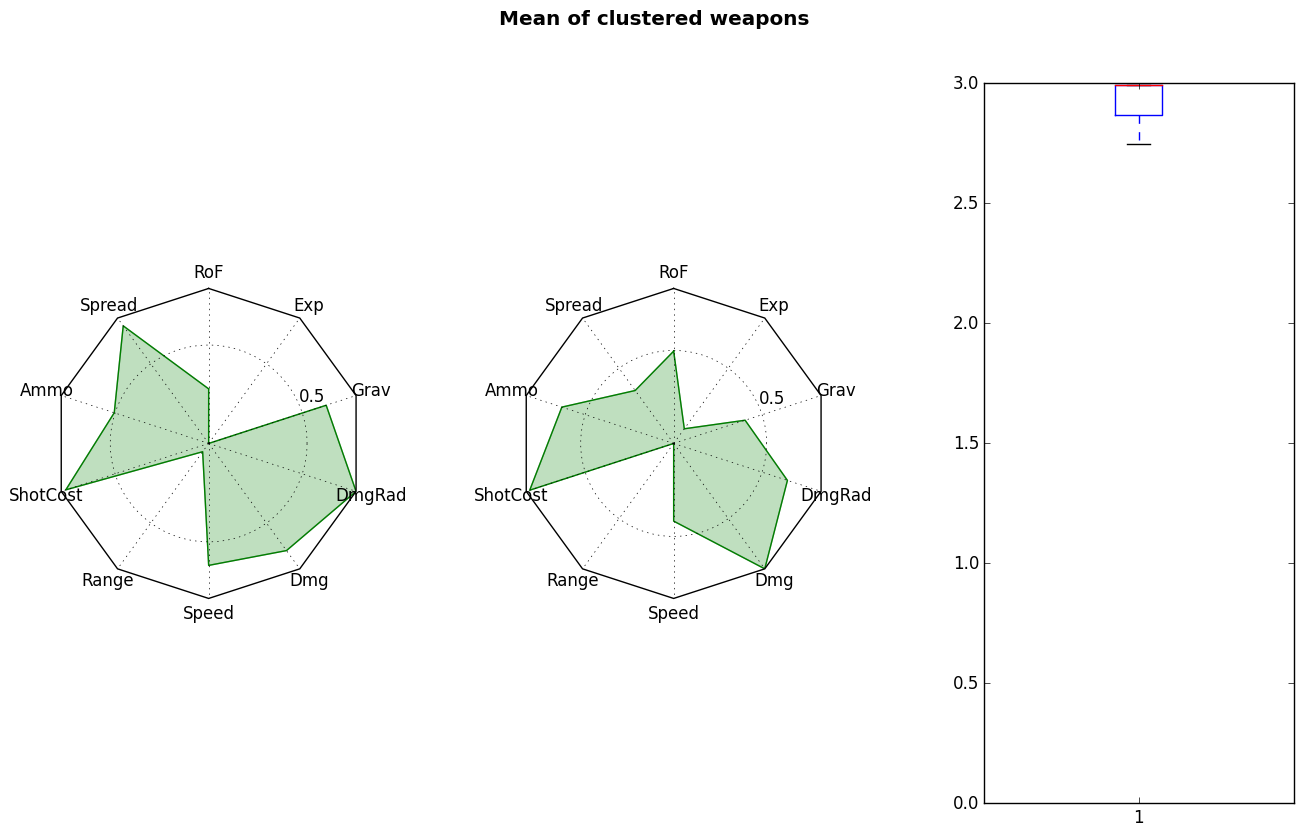 Mean of clustered weapons
RoF
Exp
Grav
DmgRad
Dmg
Speed
Range
ShotCost
Ammo
Spread
0.5
RoF
Exp
Grav
DmgRad
Dmg
Speed
Range
ShotCost
Ammo
Spread
0.5
3.0
2.5
2.0
1.5
1.0
0.5
0.0
1